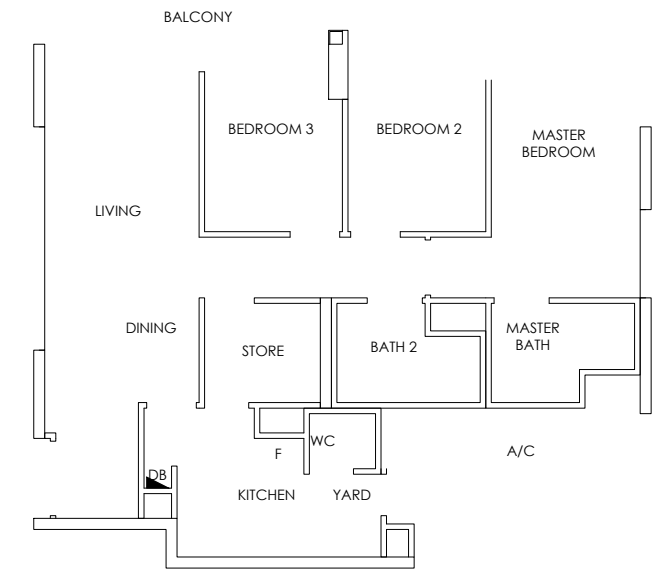 BALCONY
BEDROOM 3
BEDROOM 2
MASTER
BEDROOM
LIVING
DINING
STORE
BATH 2
MASTER
BATH
WC
F
A/C
DB
KITCHEN
YARD